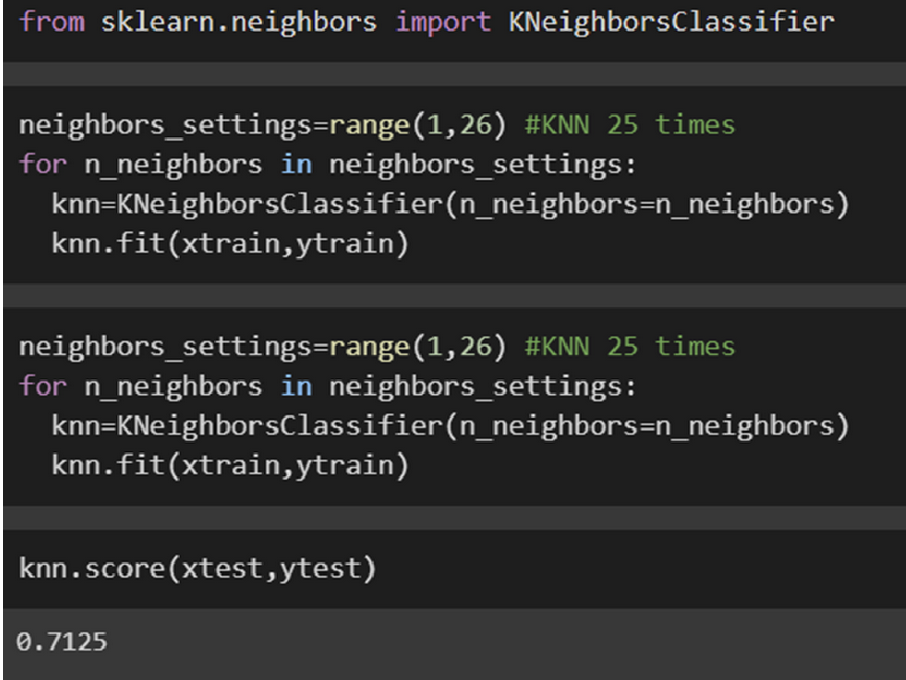 from sklearn.neighbors import KNeighborsClassifier
neighbors_settings=range(1,26) #KNN 25 times
for n_neighbors in neighbors_settings:
  knn=KNeighborsClassifier(n_neighbors=n_neighbors)
  knn.fit(xtrain,ytrain)
neighbors_settings=range(1,26) #KNN 25 times
for n_neighbors in neighbors_settings:
  knn=KNeighborsClassifier(n_neighbors=n_neighbors)
  knn.fit(xtrain,ytrain)
knn.score(xtest,ytest)
0.7125